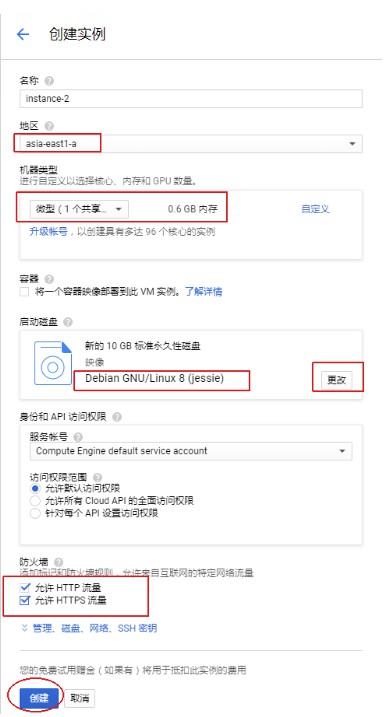 创建实例
名称
instance-2
地区
asia-east1-a
机器类型
进行自定义以选择核心、内存和 GPU 数量。
微型（1 个共享... 0.6 GB 内存 自定义
升级帐号，以创建具有多达 96 个核心的实例
容器
将一个容器映像部署到此 VM 实例。了解详情
启动磁盘
新的 10 GB 标准永久性磁盘
映像
Debian GNU/Linux 8 (jessie)
更改
身份和 API 访问权限
服务帐号
Compute Engine default service account
访问权限范围
允许默认访问权限
允许所有 Cloud API 的全面访问权限
针对每个 API 设置访问权限
防火墙
添加标记和防火墙规则，允许来自互联网的特定网络流量
允许 HTTP 流量
允许 HTTPS 流量
管理、磁盘、网络、SSH 密钥
您的免费试用赠金（如果有）将用于抵扣此实例的费用
创建 取消